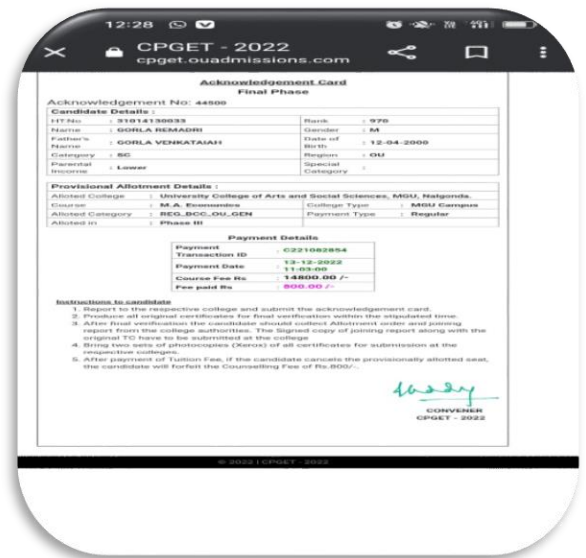 12:28
CPGET - 2022
cpget.ouadmissions.com
Acknowledgement Card
Final Phase
Acknowledgement No: 44500
Candidate Details :
HT.No : 31014130033 Rank : 970
Name : GORLA REMADRI Gender : M
Father's Name : GORLA VENKATAIAH Date of Birth : 12-04-2000
Category : SC Region : OU
Parental Income : Lower Special Category :
Provisional Allotment Details :
Alloted College : University College of Arts and Social Sciences, MGU, Nalgonda.
Course : M.A. Economics College Type : MGU Campus
Alloted Category : REG_BCC_OU_GEN Payment Type : Regular
Alloted in : Phase III
Payment Details
Payment Transaction ID : C221082854
Payment Date : 13-12-2022 11-03-00
Course Fee Rs : 14800.00 /-
Fee paid Rs : 800.00 /-
Instructions to candidate
1. Report to the respective college and submit the acknowledgement card.
2. Produce all original certificates for final verification within the stipulated time.
3. After final verification the candidate should collect Allotment order and joining
report from the college authorities. The Signed copy of joining report along with the
original TC have to be submitted at the college
4. Bring two sets of photocopies (Xerox) of all certificates for submission at the
respective colleges.
5. After payment of Tuition Fee, if the candidate cancels the provisionally allotted seat,
the candidate will forfeit the Counselling Fee of Rs.800/-.
CONVENER
CPGET - 2022
© 2022 | CPGET - 2022